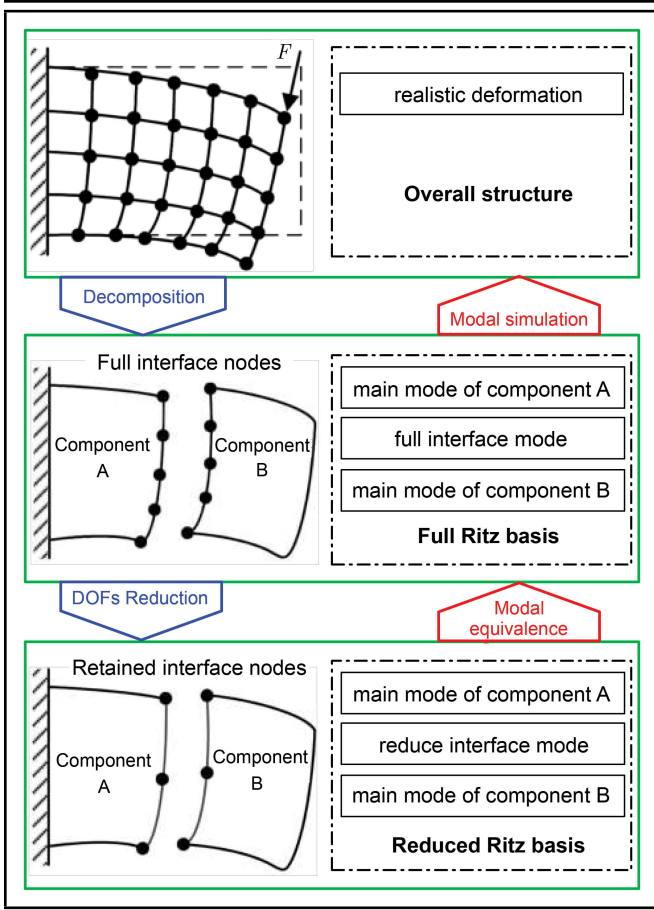 F
realistic deformation
Overall structure
Decomposition
Modal simulation
Full interface nodes
Component
A
Component
B
main mode of component A
full interface mode
main mode of component B
Full Ritz basis
DOFs Reduction
Modal
equivalence
Retained interface nodes
Component
A
Component
B
main mode of component A
reduce interface mode
main mode of component B
Reduced Ritz basis